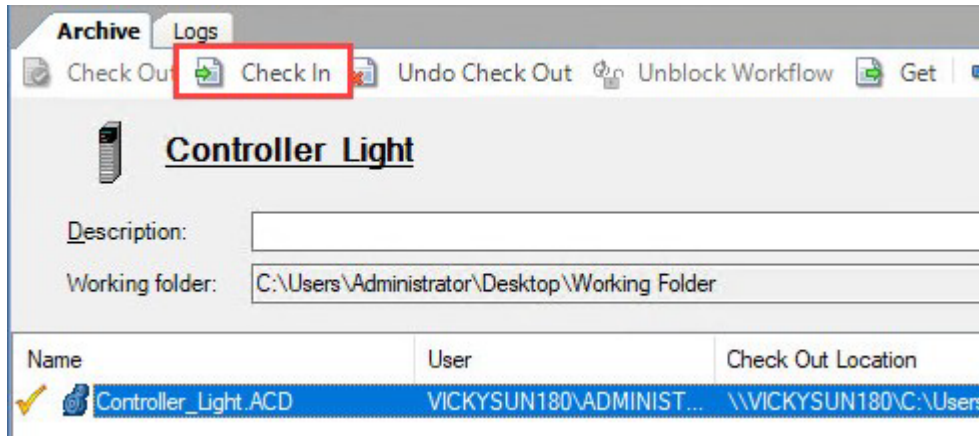 Archive Logs
Check Out Check In Undo Check Out Unblock Workflow Get
Controller_Light
Description:
Working folder: C:\Users\Administrator\Desktop\Working Folder
Name User Check Out Location
Controller_Light.ACD VICKYSUN180\ADMINIST... \\VICKYSUN180\C:\Users